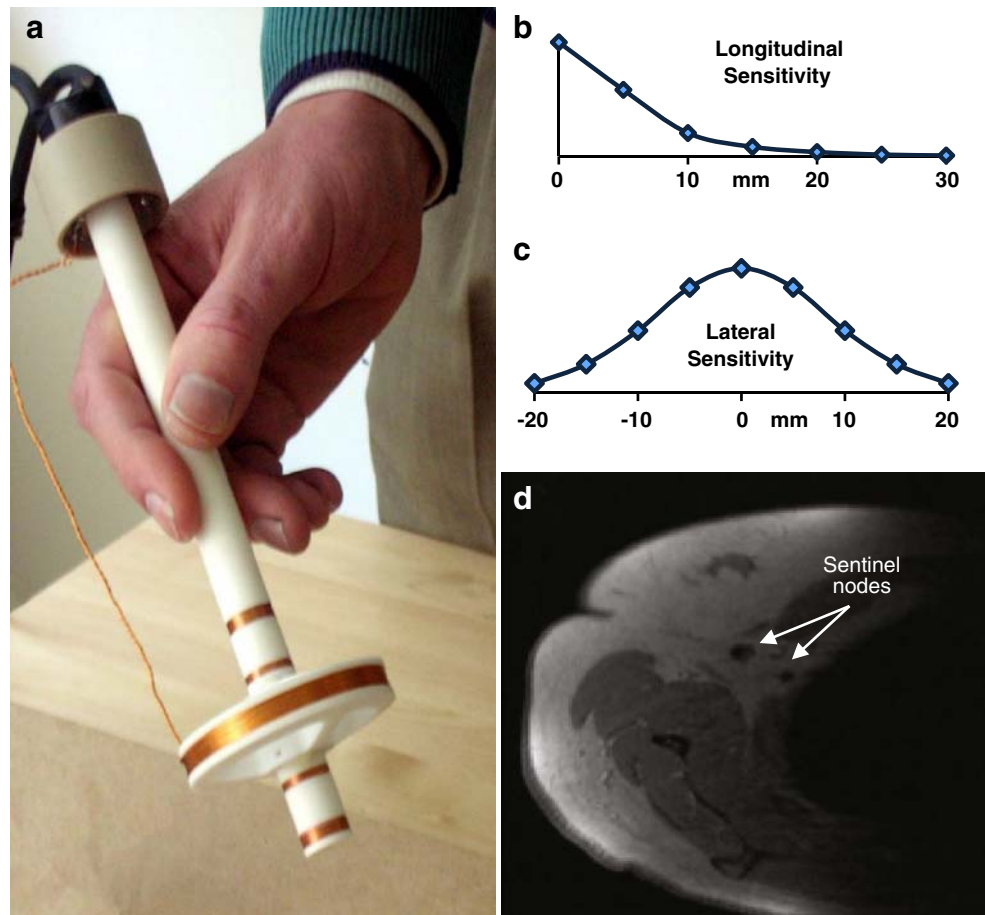 a
b
Longitudinal
Sensitivity
0 10 mm 20 30
c
Lateral
Sensitivity
-20 -10 0 mm 10 20
d
Sentinel
nodes